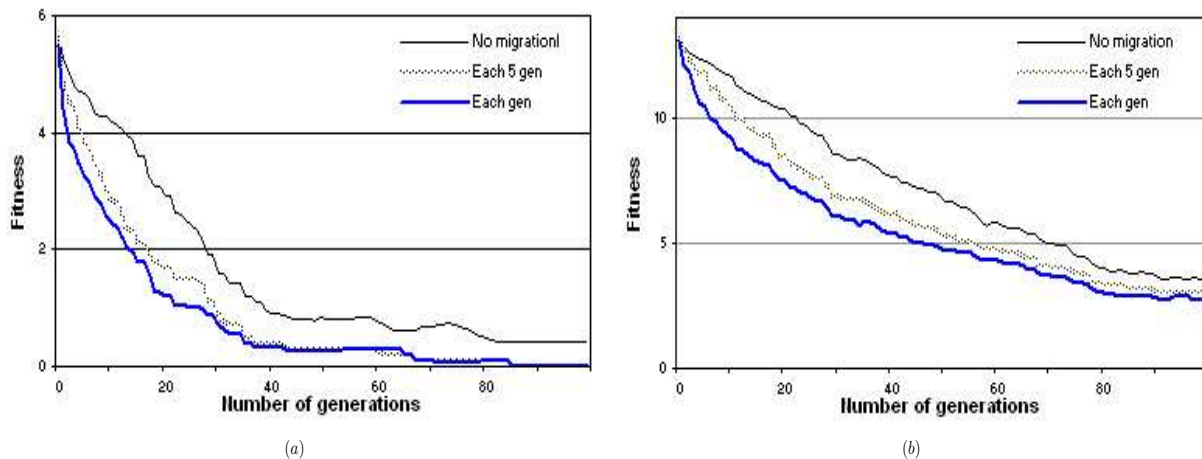 6
4
2
0
Fitness
0
20
40
60
80
Number of generations
No migrationl
Each 5 gen
Each gen
(a)
10
5
0
Fitness
0
20
40
60
80
Number of generations
No migration
Each 5 gen
Each gen
(b)